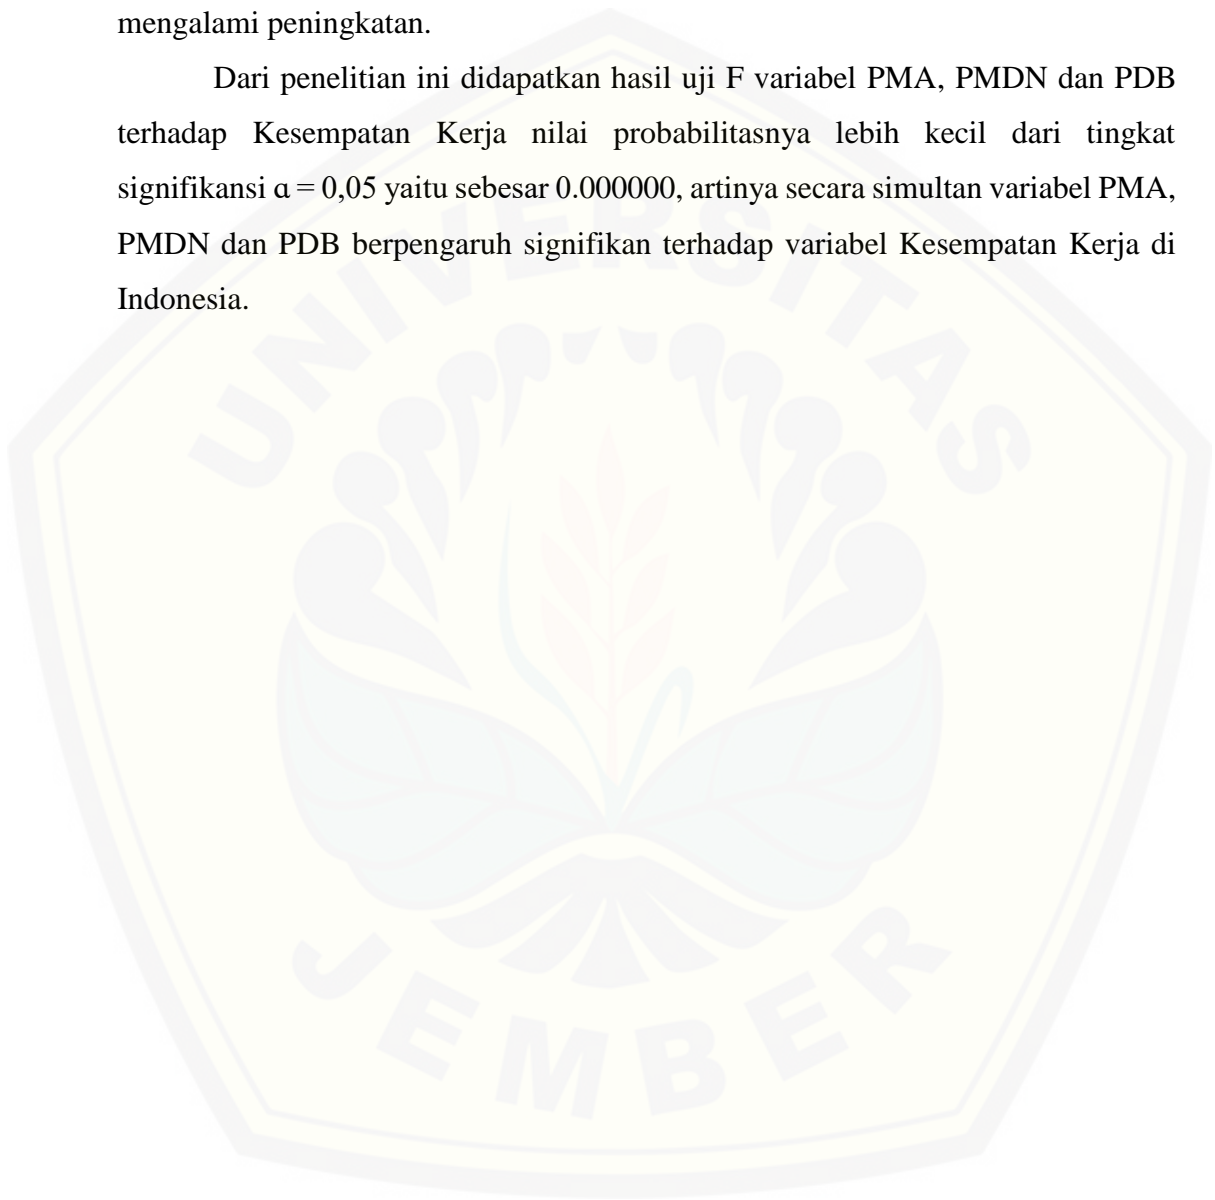 mengalami peningkatan.
Dari penelitian ini didapatkan hasil uji F variabel PMA, PMDN dan PDB
terhadap Kesempatan Kerja nilai probabilitasnya lebih kecil dari tingkat
signifikansi α = 0,05 yaitu sebesar 0.000000, artinya secara simultan variabel PMA,
PMDN dan PDB berpengaruh signifikan terhadap variabel Kesempatan Kerja di
Indonesia.
UNIVERSITAS
JEMBER